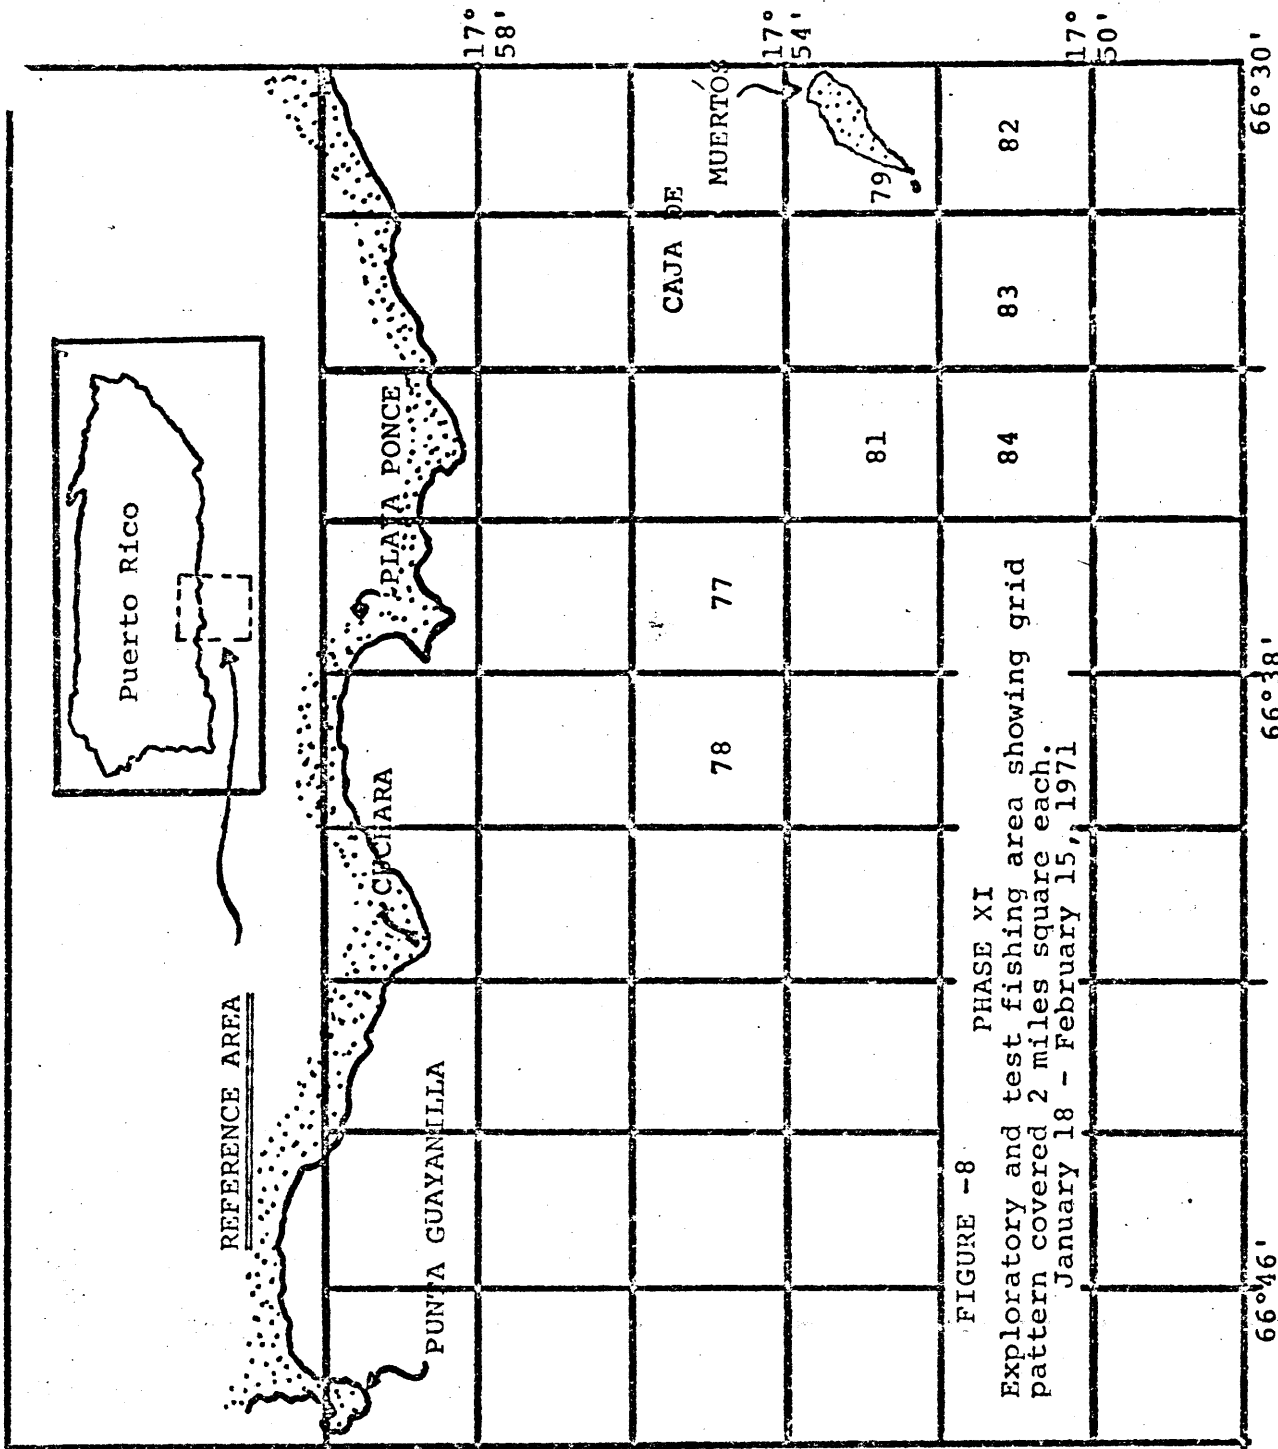 Puerto Rico
REFERENCE AREA
PUNTA GUAYANILLA
CUCHARA
PLAYA PONCE
CAJA DE
MUERTOS
17°
58'
17°
54'
17°
50'
78
77
81
79
84
83
82
66°46'
66°38'
66°30'
FIGURE -8
PHASE XI
Exploratory and test fishing area showing grid
pattern covered 2 miles square each.
January 18 - February 15, 1971